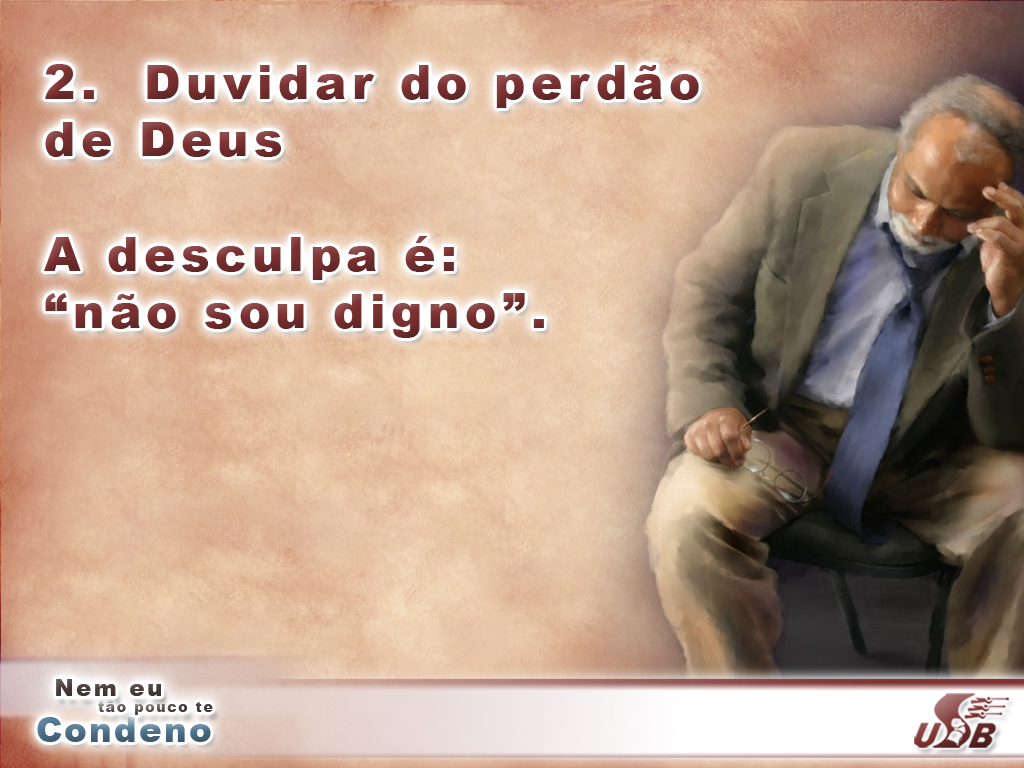 2. Duvidar do perdão
de Deus
A desculpa é:
“não sou digno”.
Nem eu
tão pouco te
Condeno
USB